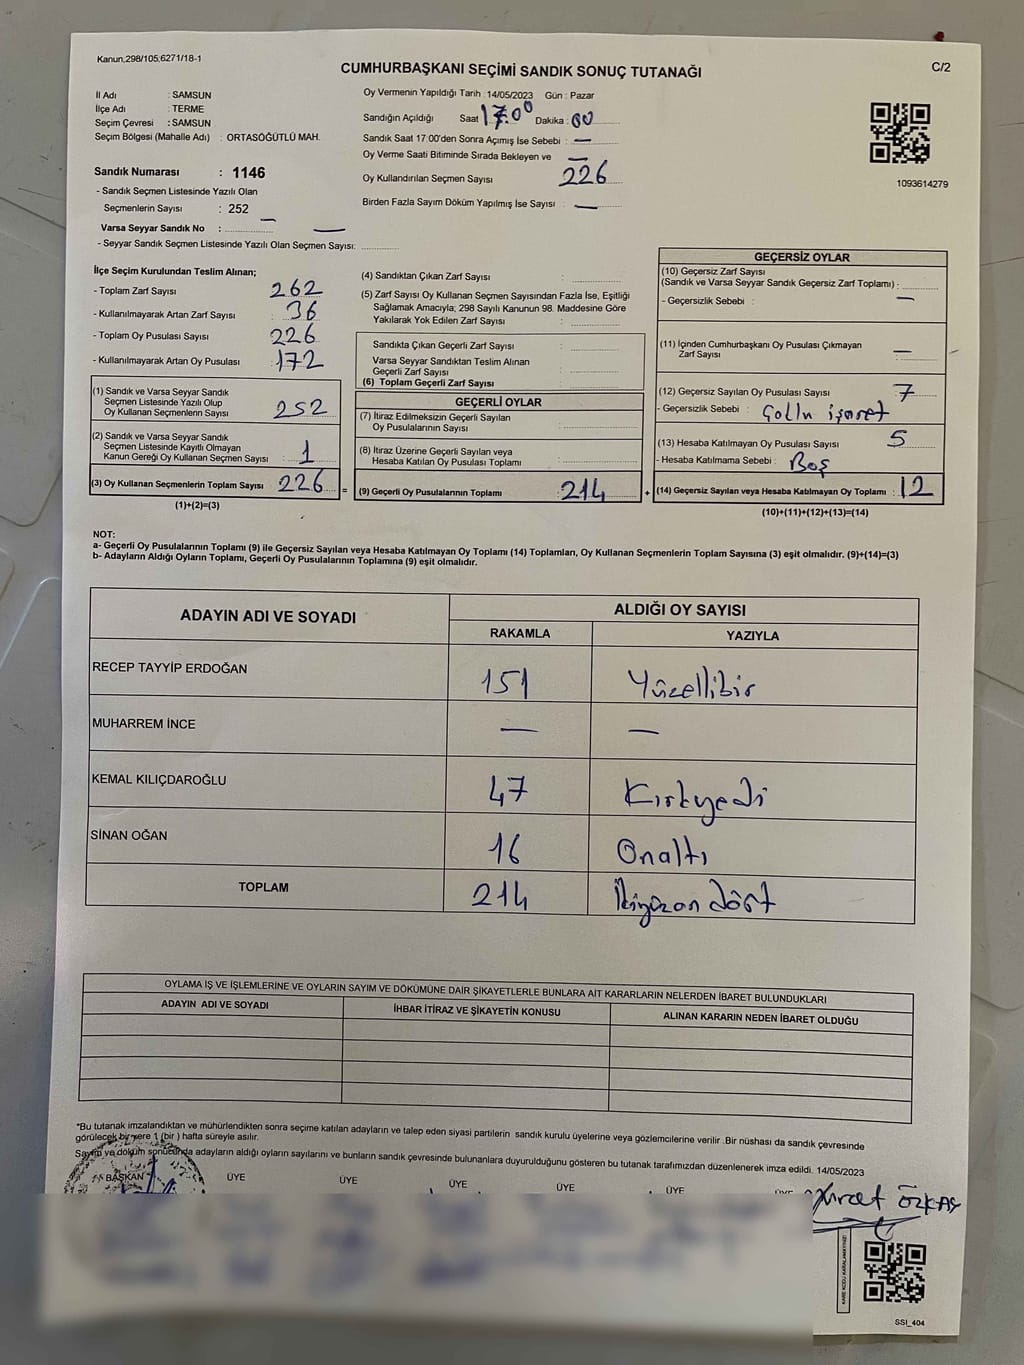 Kanun,298/105;6271/18-1
C/2
CUMHURBAŞKANI SEÇİMİ SANDIK SONUÇ TUTANAĞI
İl Adı : SAMSUN
İlçe Adı : TERME
Seçim Çevresi : SAMSUN
Seçim Bölgesi (Mahalle Adı) : ORTASÖĞÜTLÜ MAH.
Sandık Numarası : 1146
- Sandık Seçmen Listesinde Yazılı Olan
Seçmenlerin Sayısı : 252
Varsa Seyyar Sandık No : —
- Seyyar Sandık Seçmen Listesinde Yazılı Olan Seçmen Sayısı: —
Oy Vermenin Yapıldığı Tarih : 14/05/2023 Gün : Pazar
Sandığın Açıldığı Saat 17.00 Dakika : 00
Sandık Saat 17.00'den Sonra Açımış İse Sebebi : —
Oy Verme Saati Bitiminde Sırada Bekleyen ve —
Oy Kullandırılan Seçmen Sayısı 226
Birden Fazla Sayım Döküm Yapılmış İse Sayısı : —
1093614279
İlçe Seçim Kurulundan Teslim Alınan;
- Toplam Zarf Sayısı 262
- Kullanılmayarak Artan Zarf Sayısı : 36
- Toplam Oy Pusulası Sayısı : 226
- Kullanılmayarak Artan Oy Pusulası : 172
(1) Sandık ve Varsa Seyyar Sandık
Seçmen Listesinde Yazılı Olup
Oy Kullanan Seçmenlerın Sayısı : 252
(2) Sandık ve Varsa Seyyar Sandık
Seçmen Listesinde Kayıtlı Olmayan
Kanun Gereği Oy Kullanan Seçmen Sayısı : 1
(3) Oy Kullanan Seçmenlerin Toplam Sayısı : 226 =
(1)+(2)=(3)
(4) Sandıktan Çıkan Zarf Sayısı :
(5) Zarf Sayısı Oy Kullanan Seçmen Sayısından Fazla İse, Eşitliği
Sağlamak Amacıyla; 298 Sayılı Kanunun 98. Maddesine Göre
Yakılarak Yok Edilen Zarf Sayısı :
Sandıkta Çıkan Geçerli Zarf Sayısı :
Varsa Seyyar Sandıktan Teslim Alınan
Geçerli Zarf Sayısı :
(6) Toplam Geçerli Zarf Sayısı :
GEÇERLİ OYLAR
(7) İtiraz Edilmeksizin Geçerli Sayılan
Oy Pusulalarının Sayısı :
(8) İtiraz Üzerine Geçerli Sayılan veya
Hesaba Katılan Oy Pusulası Toplamı :
(9) Geçerli Oy Pusulalarının Toplamı : 214 +
GEÇERSİZ OYLAR
(10) Geçersiz Zarf Sayısı
(Sandık ve Varsa Seyyar Sandık Geçersiz Zarf Toplamı) :
- Geçersizlik Sebebi : —
(11) İçinden Cumhurbaşkanı Oy Pusulası Çıkmayan
Zarf Sayısı : —
(12) Geçersiz Sayılan Oy Pusulası Sayısı : 7
- Geçersizlik Sebebi : Çollu işaret
(13) Hesaba Katılmayan Oy Pusulası Sayısı : 5
- Hesaba Katılmama Sebebi : Boş
(14) Geçersiz Sayılan veya Hesaba Katılmayan Oy Toplamı : 12
(10)+(11)+(12)+(13)=(14)
NOT:
a- Geçerli Oy Pusulalarının Toplamı (9) ile Geçersiz Sayılan veya Hesaba Katılmayan Oy Toplamı (14) Toplamları, Oy Kullanan Seçmenlerin Toplam Sayısına (3) eşit olmalıdır. (9)+(14)=(3)
b- Adayların Aldığı Oyların Toplamı, Geçerli Oy Pusulalarının Toplamına (9) eşit olmalıdır.
ADAYIN ADI VE SOYADI
ALDIĞI OY SAYISI
RAKAMLA YAZIYLA
RECEP TAYYİP ERDOĞAN 151 Yüzellibir
MUHARREM İNCE — —
KEMAL KILIÇDAROĞLU 47 Kırkyedi
SİNAN OĞAN 16 Onaltı
TOPLAM 214 İkiyüzon dört
OYLAMA İŞ VE İŞLEMLERİNE VE OYLARIN SAYIM VE DÖKÜMÜNE DAİR ŞİKAYETLERLE BUNLARA AİT KARARLARIN NELERDEN İBARET BULUNDUKLARI
ADAYIN ADI VE SOYADI İHBAR İTİRAZ VE ŞİKAYETİN KONUSU ALINAN KARARIN NEDEN İBARET OLDUĞU
*Bu tutanak imzalandıktan ve mühürlendikten sonra seçime katılan adayların ve talep eden siyasi partilerin sandık kurulu üyelerine veya gözlemcilerine verilir .Bir nüshası da sandık çevresinde
görülecek bir yere 1 (bir ) hafta süreyle asılır.
Sayım ve döküm sonucunda adayların aldığı oyların sayılarını ve bunların sandık çevresinde bulunanlara duyurulduğunu gösteren bu tutanak tarafımızdan düzenlenerek imza edildi. 14/05/2023
BAŞKAN ÜYE ÜYE ÜYE ÜYE ÜYE ÜYE
ÖZKAŞ
SSI_404